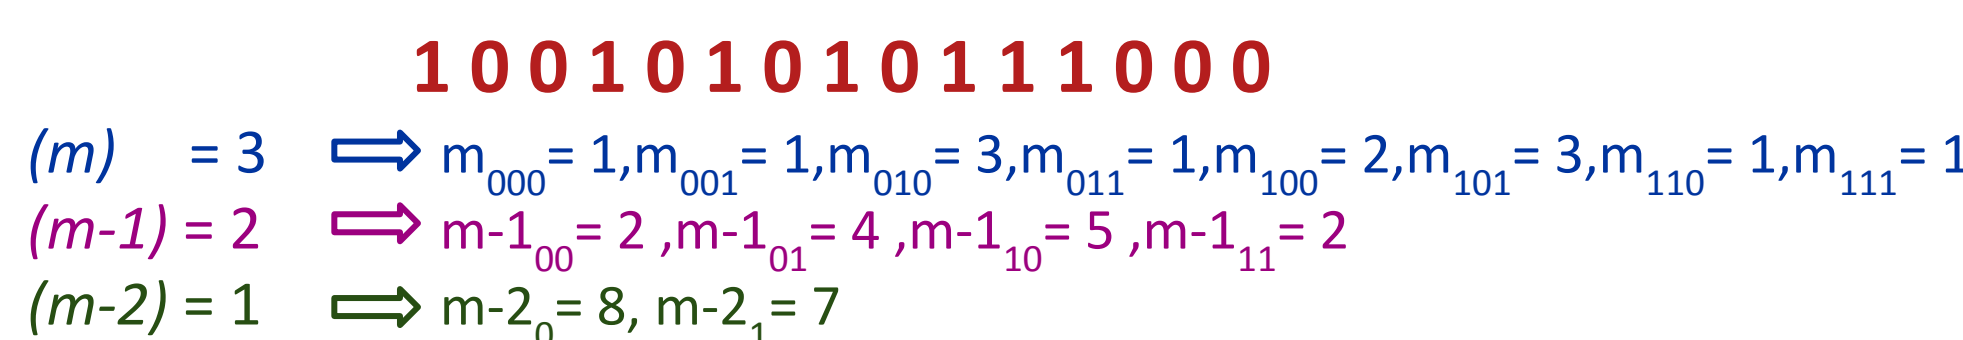 1 0 0 1 0 1 0 1 0 1 1 1 0 0 0
(m) = 3 ⇨ m000= 1,m001= 1,m010= 3,m011= 1,m100= 2,m101= 3,m110= 1,m111= 1
(m-1) = 2 ⇨ m-100= 2 ,m-101= 4 ,m-110= 5 ,m-111= 2
(m-2) = 1 ⇨ m-20= 8, m-21= 7